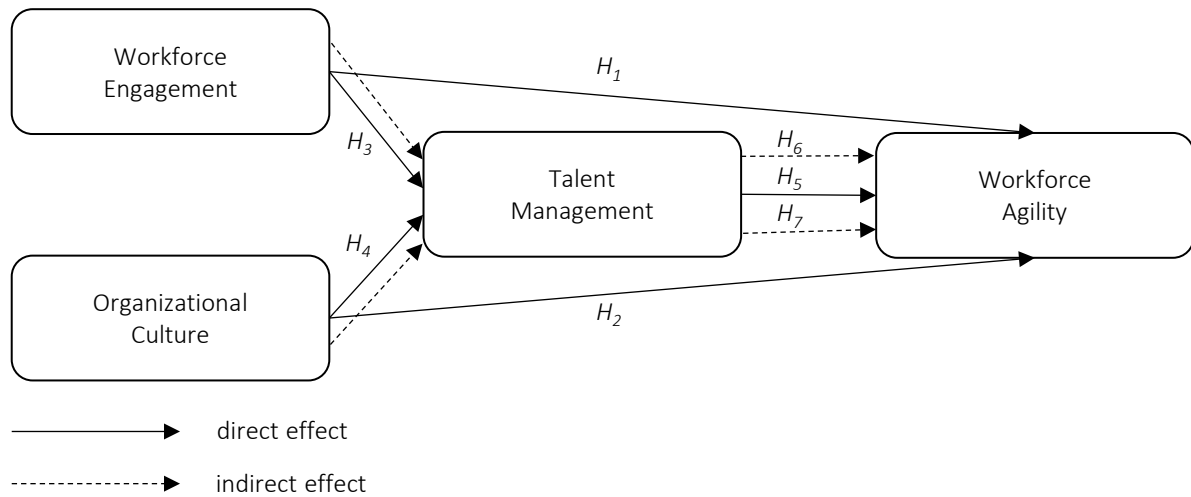 Workforce
Engagement
H1
H3
Talent
Management
H6
H5
H7
Workforce
Agility
H4
Organizational
Culture
H2
direct effect
indirect effect